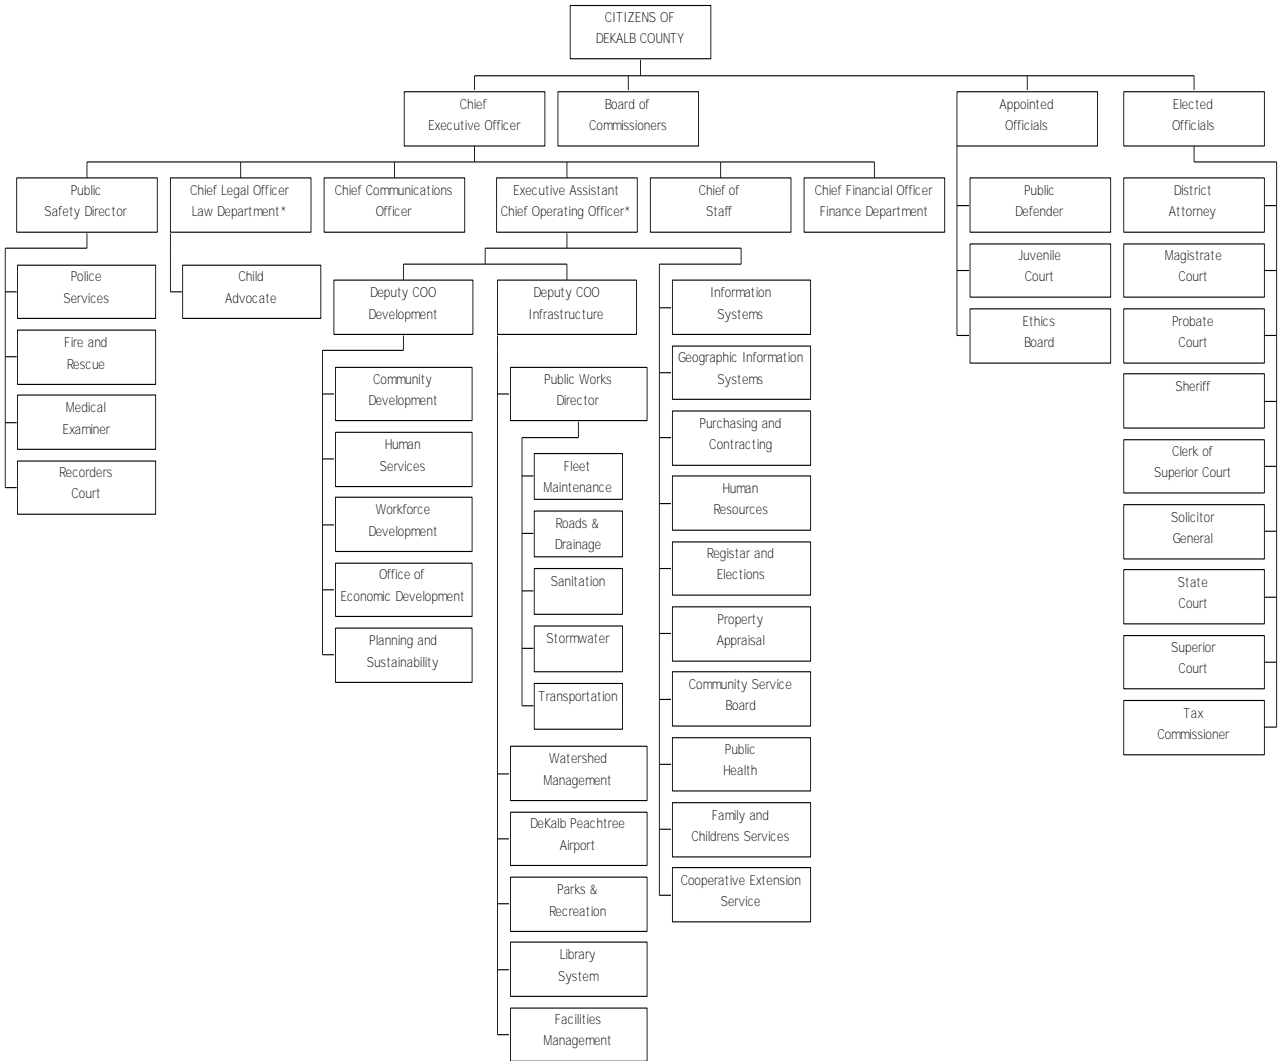 CITIZENS OF
DEKALB COUNTY
Chief
Executive Officer
Board of
Commissioners
Appointed
Officials
Elected
Officials
Public
Safety Director
Chief Legal Officer
Law Department*
Chief Communications
Officer
Executive Assistant
Chief Operating Officer*
Chief of
Staff
Chief Financial Officer
Finance Department
Police
Services
Fire and
Rescue
Medical
Examiner
Recorders
Court
Child
Advocate
Deputy COO
Development
Community
Development
Human
Services
Workforce
Development
Office of
Economic Development
Planning and
Sustainability
Deputy COO
Infrastructure
Public Works
Director
Fleet
Maintenance
Roads &
Drainage
Sanitation
Stormwater
Transportation
Watershed
Management
DeKalb Peachtree
Airport
Parks &
Recreation
Library
System
Facilities
Management
Information
Systems
Geographic Information
Systems
Purchasing and
Contracting
Human
Resources
Registar and
Elections
Property
Appraisal
Community Service
Board
Public
Health
Family and
Childrens Services
Cooperative Extension
Service
Public
Defender
Juvenile
Court
Ethics
Board
District
Attorney
Magistrate
Court
Probate
Court
Sheriff
Clerk of
Superior Court
Solicitor
General
State
Court
Superior
Court
Tax
Commissioner